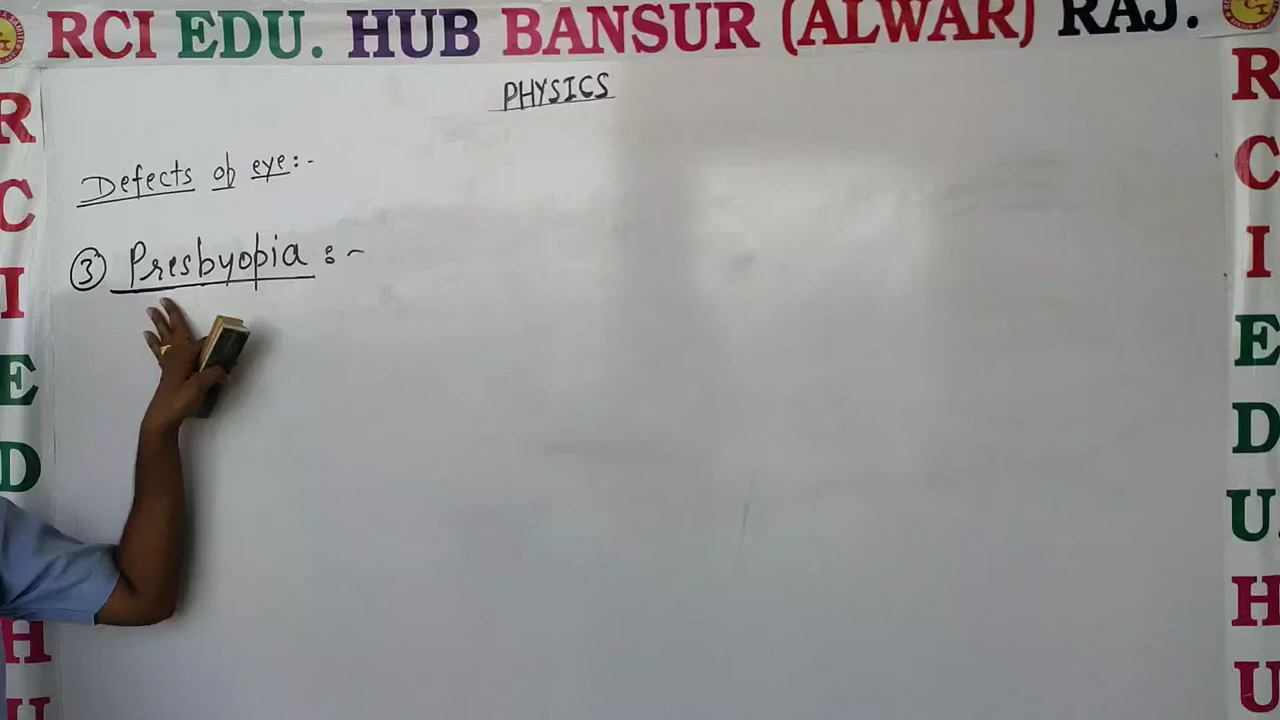 RCI EDU. HUB BANSUR (ALWAR) RAJ.
PHYSICS
Defects of eye:-
③ Presbyopia :-
R
C
I
E
D
H
U
R
C
I
E
D
U.
H
U